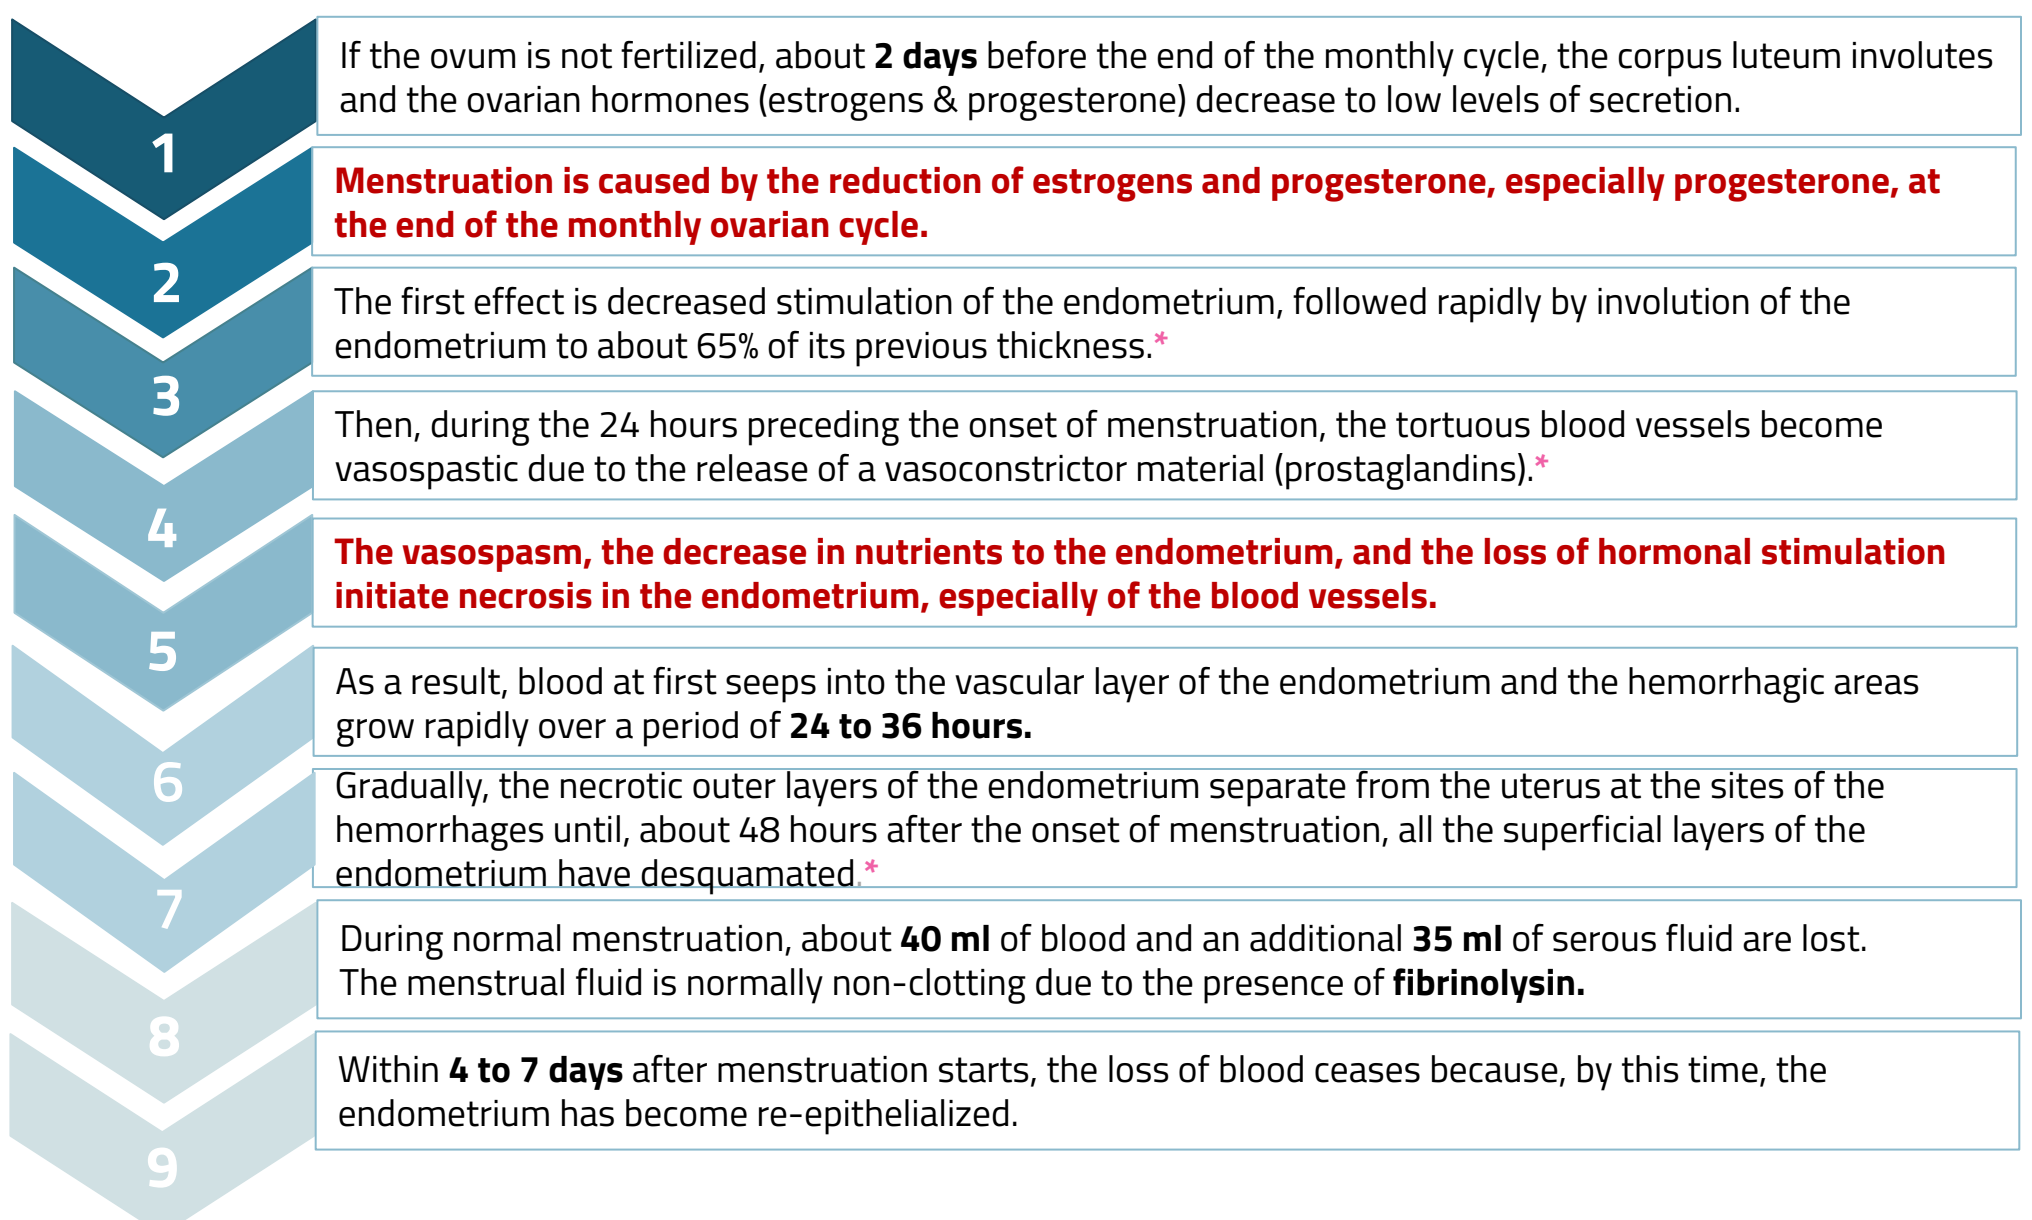 If the ovum is not fertilized, about 2 days before the end of the monthly cycle, the corpus luteum involutes
and the ovarian hormones (estrogens & progesterone) decrease to low levels of secretion.
1
Menstruation is caused by the reduction of estrogens and progesterone, especially progesterone, at
the end of the monthly ovarian cycle.
2
The first effect is decreased stimulation of the endometrium, followed rapidly by involution of the
endometrium to about 65% of its previous thickness.*
3
Then, during the 24 hours preceding the onset of menstruation, the tortuous blood vessels become
vasospastic due to the release of a vasoconstrictor material (prostaglandins).*
4
The vasospasm, the decrease in nutrients to the endometrium, and the loss of hormonal stimulation
initiate necrosis in the endometrium, especially of the blood vessels.
5
As a result, blood at first seeps into the vascular layer of the endometrium and the hemorrhagic areas
grow rapidly over a period of 24 to 36 hours.
6
Gradually, the necrotic outer layers of the endometrium separate from the uterus at the sites of the
hemorrhages until, about 48 hours after the onset of menstruation, all the superficial layers of the
endometrium have desquamated.*
7
During normal menstruation, about 40 ml of blood and an additional 35 ml of serous fluid are lost.
The menstrual fluid is normally non-clotting due to the presence of fibrinolysin.
8
Within 4 to 7 days after menstruation starts, the loss of blood ceases because, by this time, the
endometrium has become re-epithelialized.
9